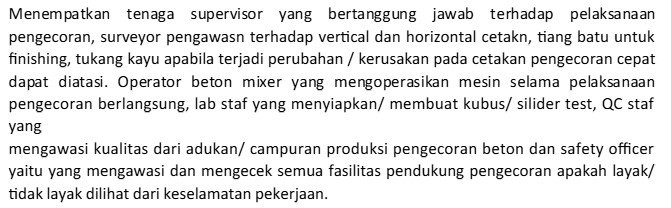 Menempatkan tenaga supervisor yang bertanggung jawab terhadap pelaksanaan
pengecoran, surveyor pengawasn terhadap vertical dan horizontal cetakn, tiang batu untuk
finishing, tukang kayu apabila terjadi perubahan / kerusakan pada cetakan pengecoran cepat
dapat diatasi. Operator beton mixer yang mengoperasikan mesin selama pelaksanaan
pengecoran berlangsung, lab staf yang menyiapkan/ membuat kubus/ silider test, QC staf
yang
mengawasi kualitas dari adukan/ campuran produksi pengecoran beton dan safety officer
yaitu yang mengawasi dan mengecek semua fasilitas pendukung pengecoran apakah layak/
tidak layak dilihat dari keselamatan pekerjaan.